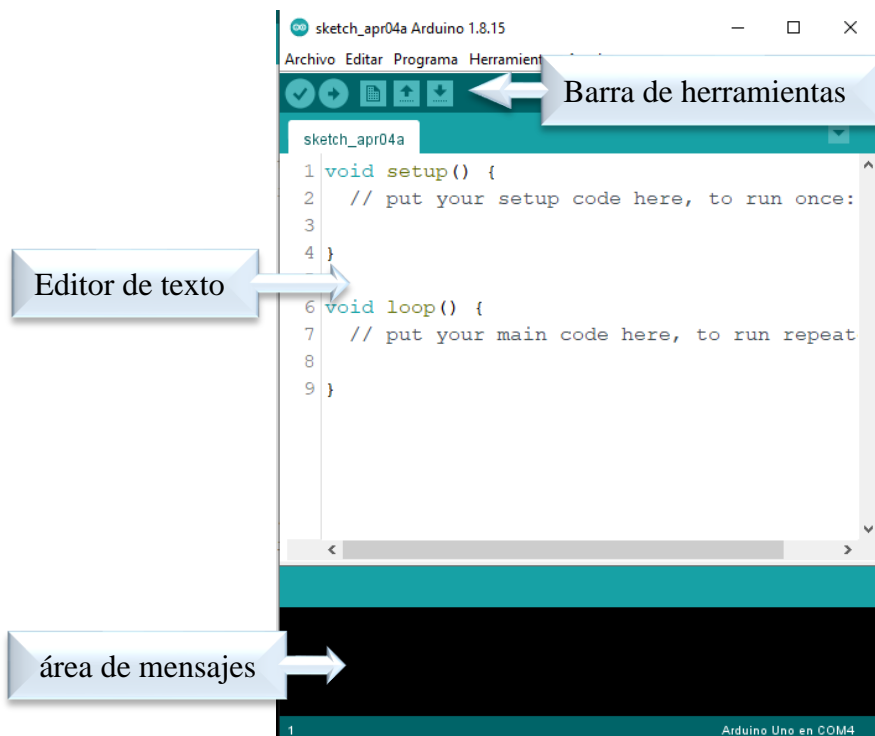 sketch_apr04a Arduino 1.8.15
Archivo Editar Programa
Barra de herramientas
sketch_apr04a
1 void setup() {
2 // put your setup code here, to run once:
3
4 }
Editor de texto
6 void loop() {
7 // put your main code here, to run repeat
8
9 }
área de mensajes
1 Arduino Uno en COM4